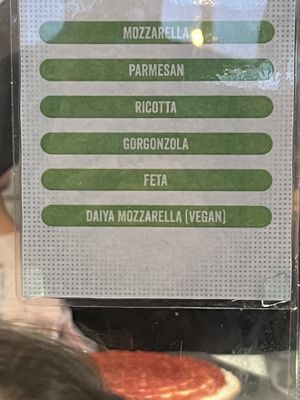 MOZZARELLA
PARMESAN
RICOTTA
GORGONZOLA
FETA
DAIYA MOZZARELLA (VEGAN)